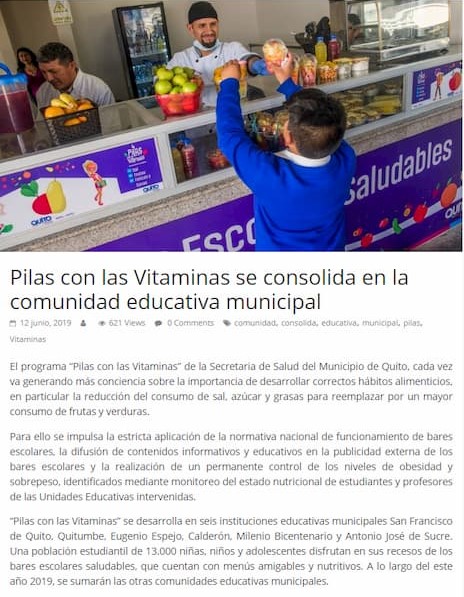 PILAS
QUITO
Esco
saludables
QUITO
Pilas con las Vitaminas se consolida en la
comunidad educativa municipal
12 junio, 2019 621 Views 0 Comments comunidad, consolida, educativa, municipal, pilas,
Vitaminas
El programa “Pilas con las Vitaminas” de la Secretaria de Salud del Municipio de Quito, cada vez
va generando más conciencia sobre la importancia de desarrollar correctos hábitos alimenticios,
en particular la reducción del consumo de sal, azúcar y grasas para reemplazar por un mayor
consumo de frutas y verduras.
Para ello se impulsa la estricta aplicación de la normativa nacional de funcionamiento de bares
escolares, la difusión de contenidos informativos y educativos en la publicidad externa de los
bares escolares y la realización de un permanente control de los niveles de obesidad y
sobrepeso, identificados mediante monitoreo del estado nutricional de estudiantes y profesores
de las Unidades Educativas intervenidas.
“Pilas con las Vitaminas” se desarrolla en seis instituciones educativas municipales San Francisco
de Quito, Quitumbe, Eugenio Espejo, Calderón, Milenio Bicentenario y Antonio José de Sucre.
Una población estudiantil de 13.000 niñas, niños y adolescentes disfrutan en sus recesos de los
bares escolares saludables, que cuentan con menús amigables y nutritivos. A lo largo del este
año 2019, se sumarán las otras comunidades educativas municipales.